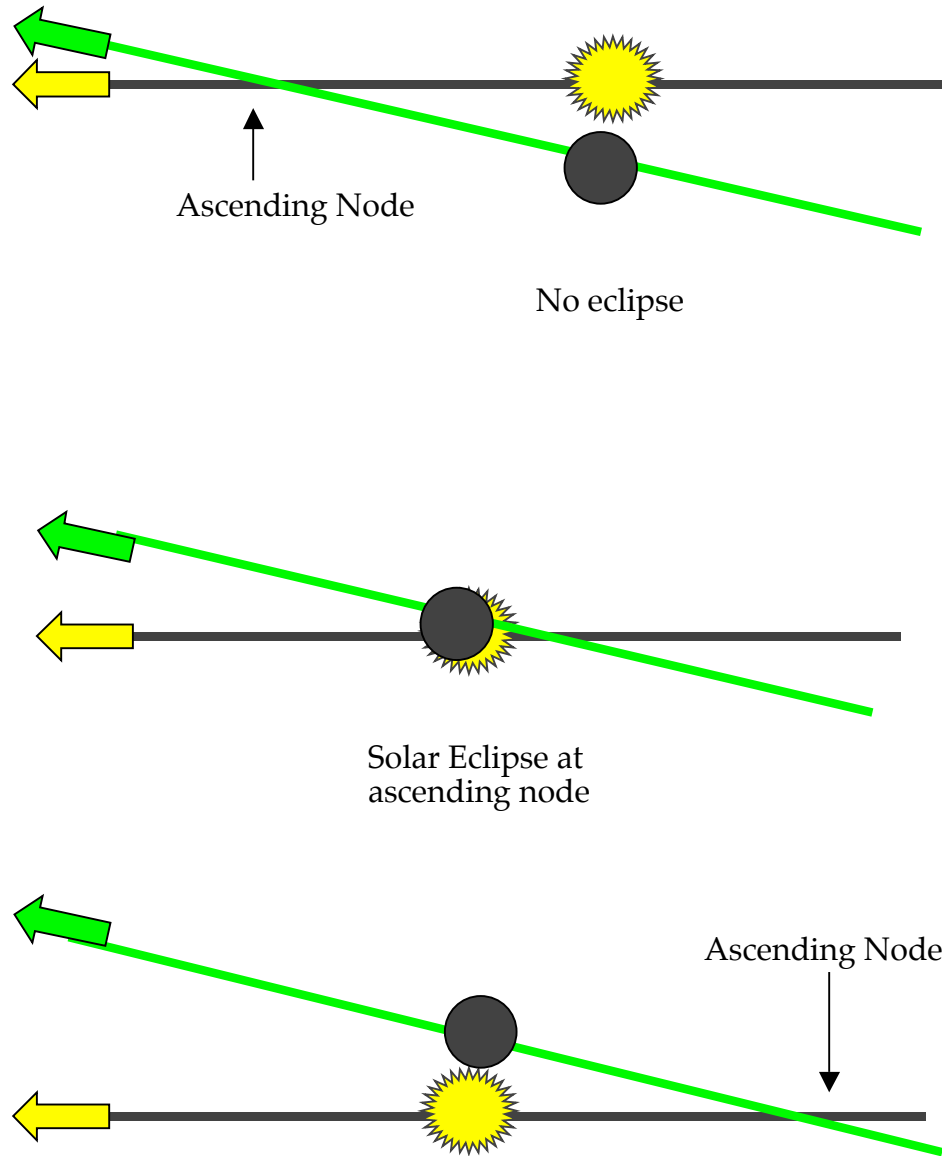 Ascending Node
No eclipse
Solar Eclipse at
ascending node
Ascending Node